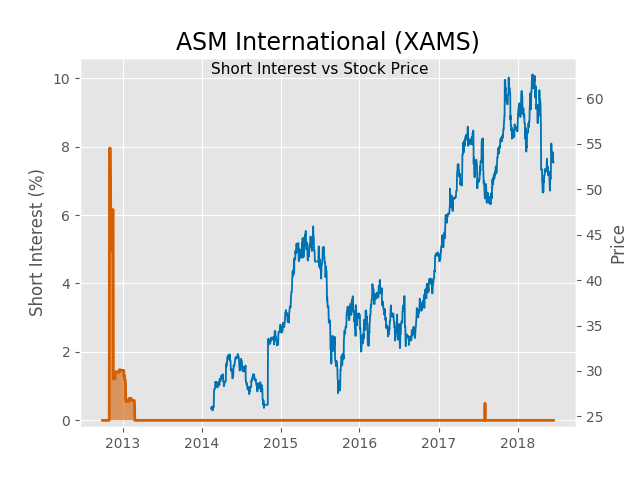 ASM International (XAMS)
Short Interest vs Stock Price
Short Interest (%)
10
8
6
4
2
0
60
55
50
45
40
35
30
25
Price
2013 2014 2015 2016 2017 2018